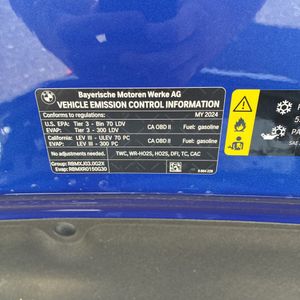 BMW
Bayerische Motoren Werke AG
VEHICLE EMISSION CONTROL INFORMATION
Conforms to regulations: MY 2024
U.S. EPA: Tier 3 - Bin 70 LDV
EVAP: Tier 3 - 300 LDV CA OBD II Fuel: gasoline
California: LEV III - ULEV 70 PC
EVAP: LEV III - 300 PC CA OBD II Fuel: gasoline
No adjustments needed. TWC, WR-HO2S, HO2S, DFI, TC, CAC
Group: RBMXJ03.0G2X
Evap: RBMXR0150G30